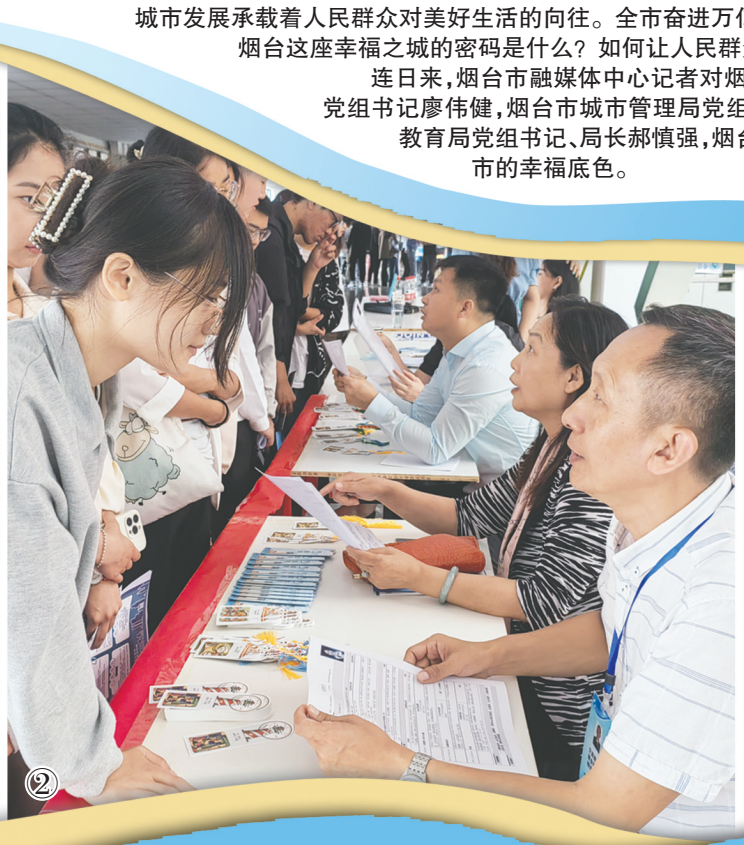 城市发展承载着人民群众对美好生活的向往。全市奋进万
烟台这座幸福之城的密码是什么？如何让人民群
连日来，烟台市融媒体中心记者对烟
党组书记廖伟健，烟台市城市管理局党组
教育局党组书记、局长郝慎强，烟台
市的幸福底色。
②